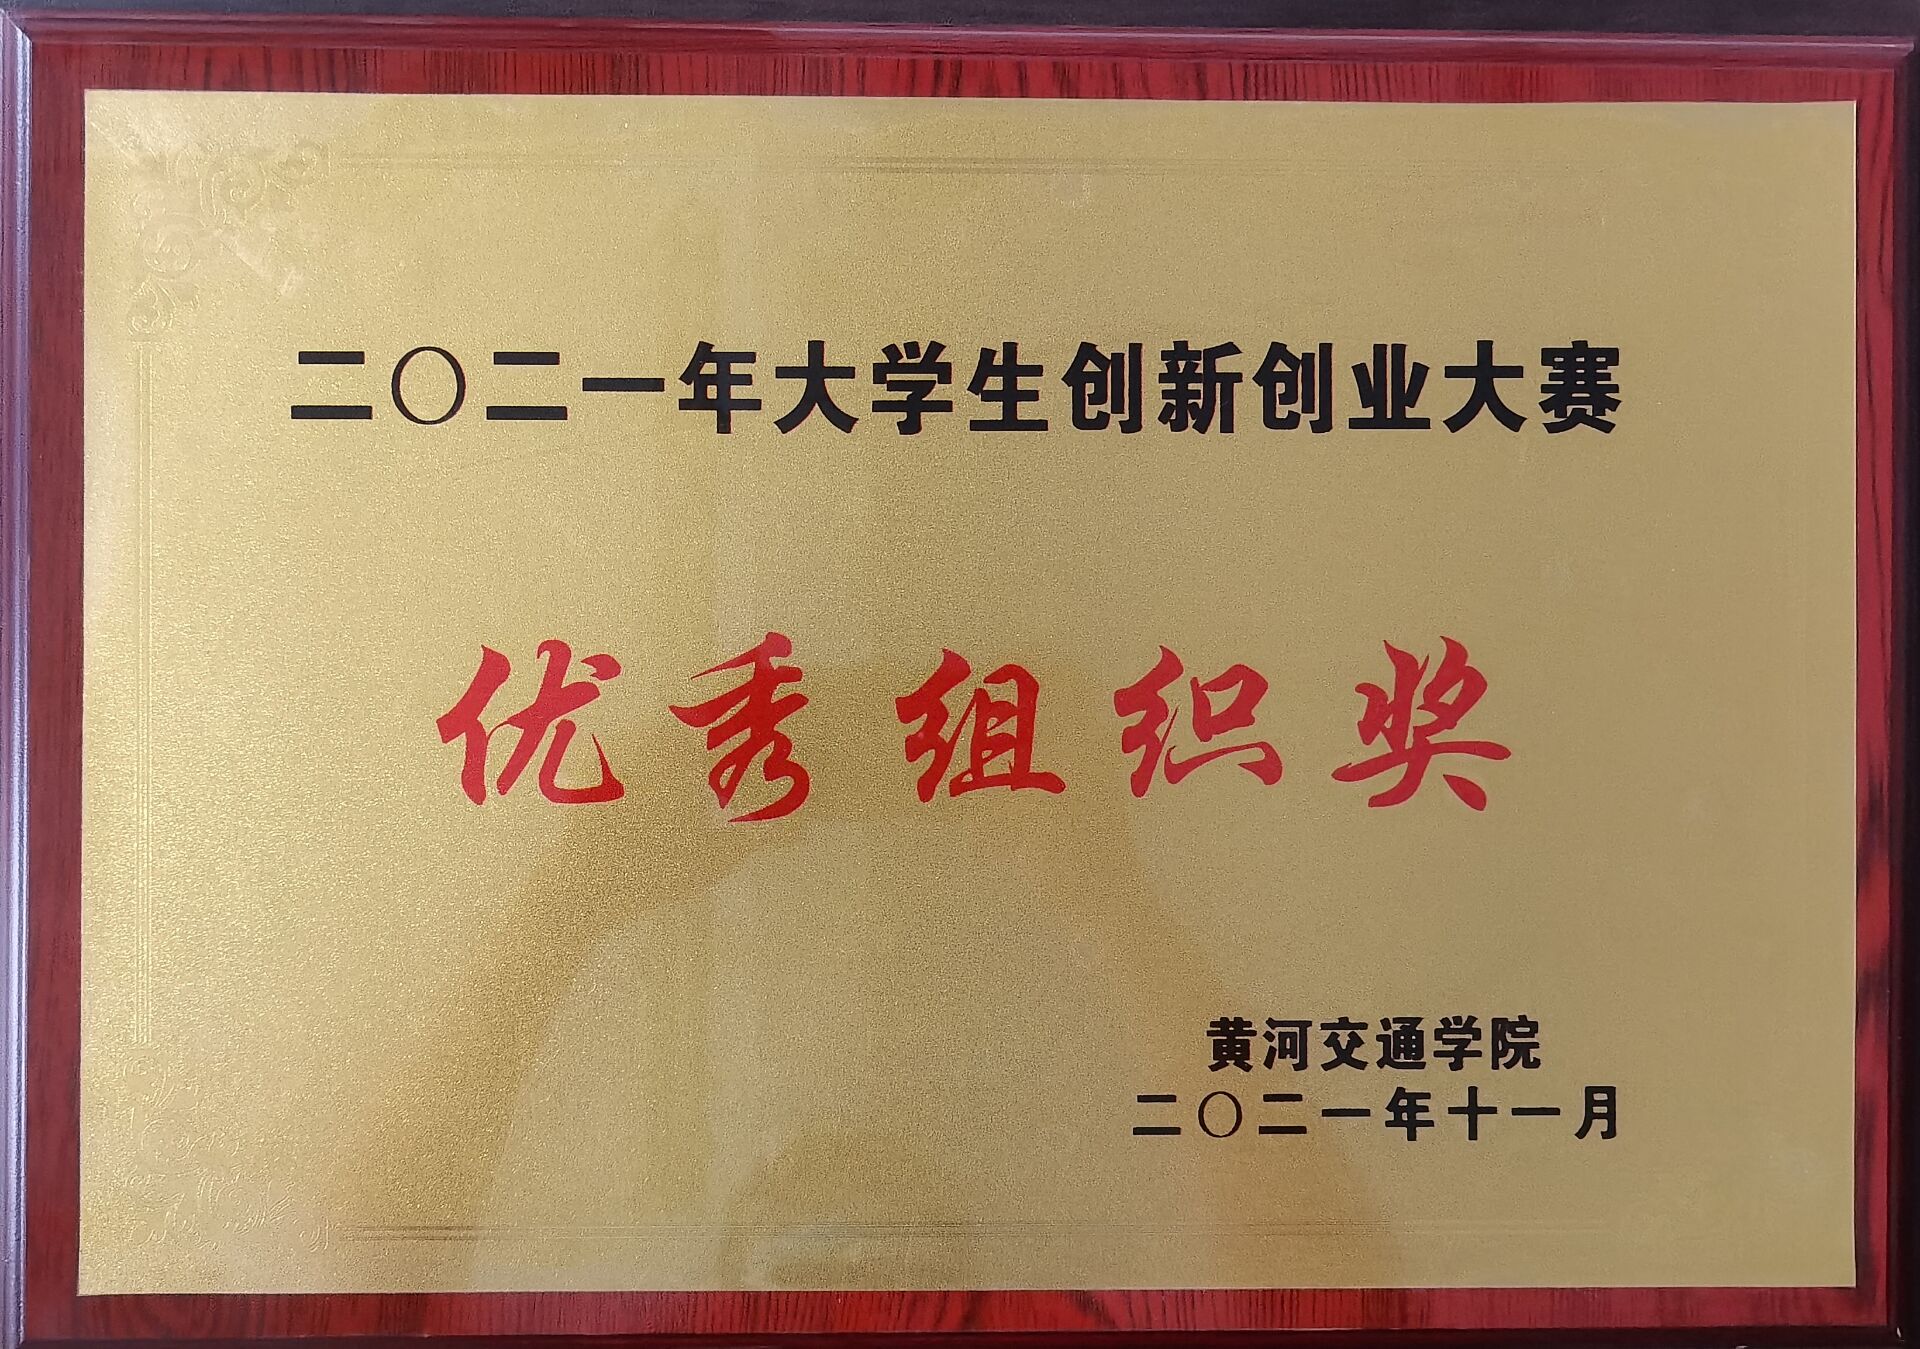 二〇二一年大学生创新创业大赛
优秀组织奖
黄河交通学院
二〇二一年十一月